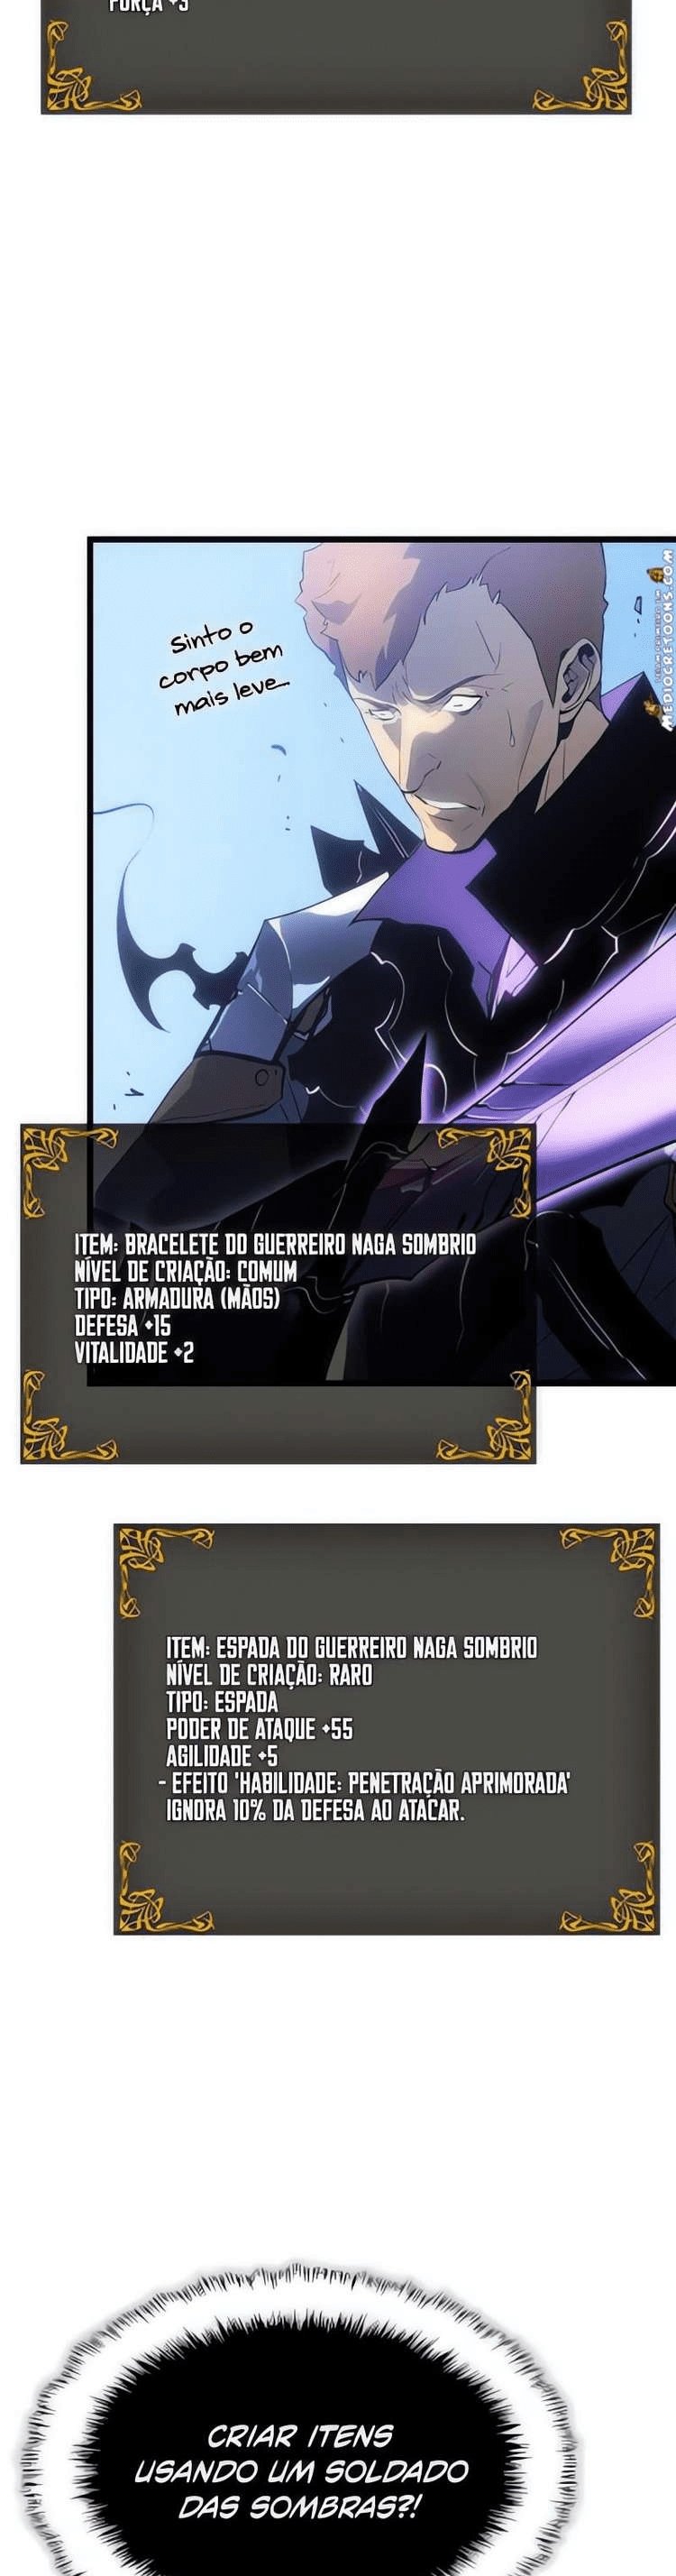 FORÇA +3
Sinto o
corpo bem
mais leve...
MEDIOCRETOONS.COM
ITEM: BRACELETE DO GUERREIRO NAGA SOMBRIO
NÍVEL DE CRIAÇÃO: COMUM
TIPO: ARMADURA (MÃOS)
DEFESA +15
VITALIDADE +2
ITEM: ESPADA DO GUERREIRO NAGA SOMBRIO
NÍVEL DE CRIAÇÃO: RARO
TIPO: ESPADA
PODER DE ATAQUE +55
AGILIDADE +5
- EFEITO 'HABILIDADE: PENETRAÇÃO APRIMORADA'
IGNORA 10% DA DEFESA AO ATACAR.
CRIAR ITENS
USANDO UM SOLDADO
DAS SOMBRAS?!